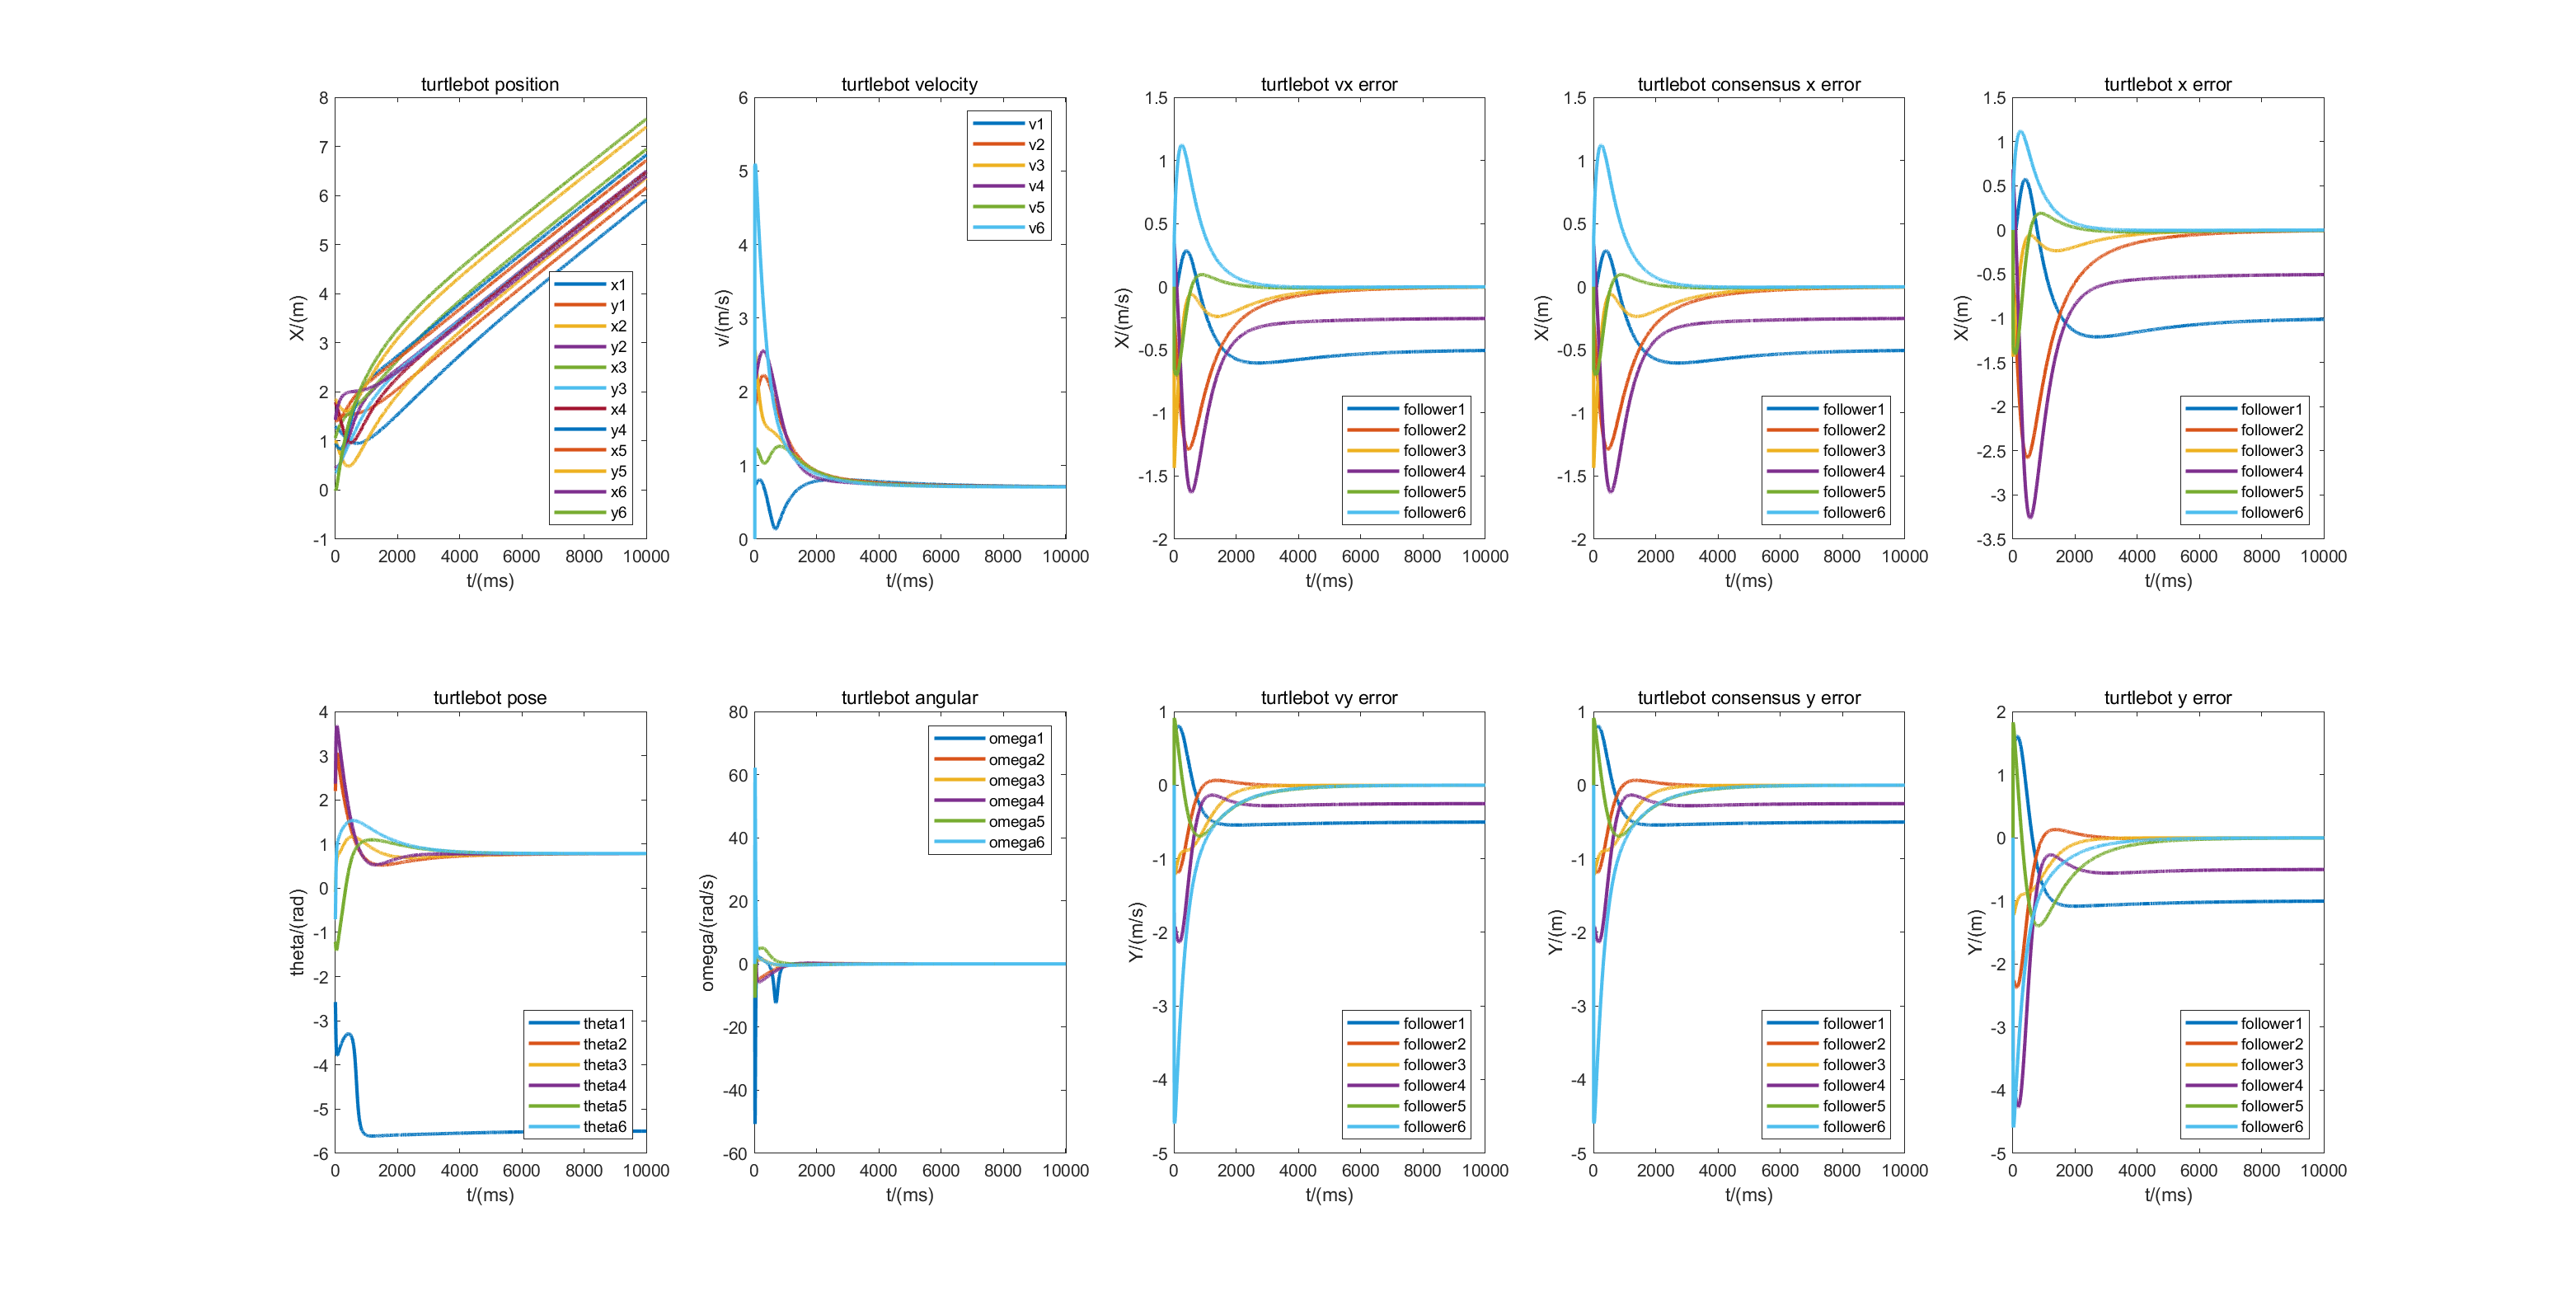 turtlebot position
8
7
6
5
4
3
2
1
0
-1
X/(m)
0 2000 4000 6000 8000 10000
t/(ms)
x1
y1
x2
y2
x3
y3
x4
y4
x5
y5
x6
y6
turtlebot velocity
6
5
4
3
2
1
0
v/(m/s)
0 2000 4000 6000 8000 10000
t/(ms)
v1
v2
v3
v4
v5
v6
turtlebot vx error
1.5
1
0.5
0
-0.5
-1
-1.5
-2
X/(m/s)
0 2000 4000 6000 8000 10000
t/(ms)
follower1
follower2
follower3
follower4
follower5
follower6
turtlebot consensus x error
1.5
1
0.5
0
-0.5
-1
-1.5
-2
X/(m)
0 2000 4000 6000 8000 10000
t/(ms)
follower1
follower2
follower3
follower4
follower5
follower6
turtlebot x error
1.5
1
0.5
0
-0.5
-1
-1.5
-2
-2.5
-3
-3.5
X/(m)
0 2000 4000 6000 8000 10000
t/(ms)
follower1
follower2
follower3
follower4
follower5
follower6
turtlebot pose
4
3
2
1
0
-1
-2
-3
-4
-5
-6
theta/(rad)
0 2000 4000 6000 8000 10000
t/(ms)
theta1
theta2
theta3
theta4
theta5
theta6
turtlebot angular
80
60
40
20
0
-20
-40
-60
omega/(rad/s)
0 2000 4000 6000 8000 10000
t/(ms)
omega1
omega2
omega3
omega4
omega5
omega6
turtlebot vy error
1
0
-1
-2
-3
-4
-5
Y/(m/s)
0 2000 4000 6000 8000 10000
t/(ms)
follower1
follower2
follower3
follower4
follower5
follower6
turtlebot consensus y error
1
0
-1
-2
-3
-4
-5
Y/(m)
0 2000 4000 6000 8000 10000
t/(ms)
follower1
follower2
follower3
follower4
follower5
follower6
turtlebot y error
2
1
0
-1
-2
-3
-4
-5
Y/(m)
0 2000 4000 6000 8000 10000
t/(ms)
follower1
follower2
follower3
follower4
follower5
follower6